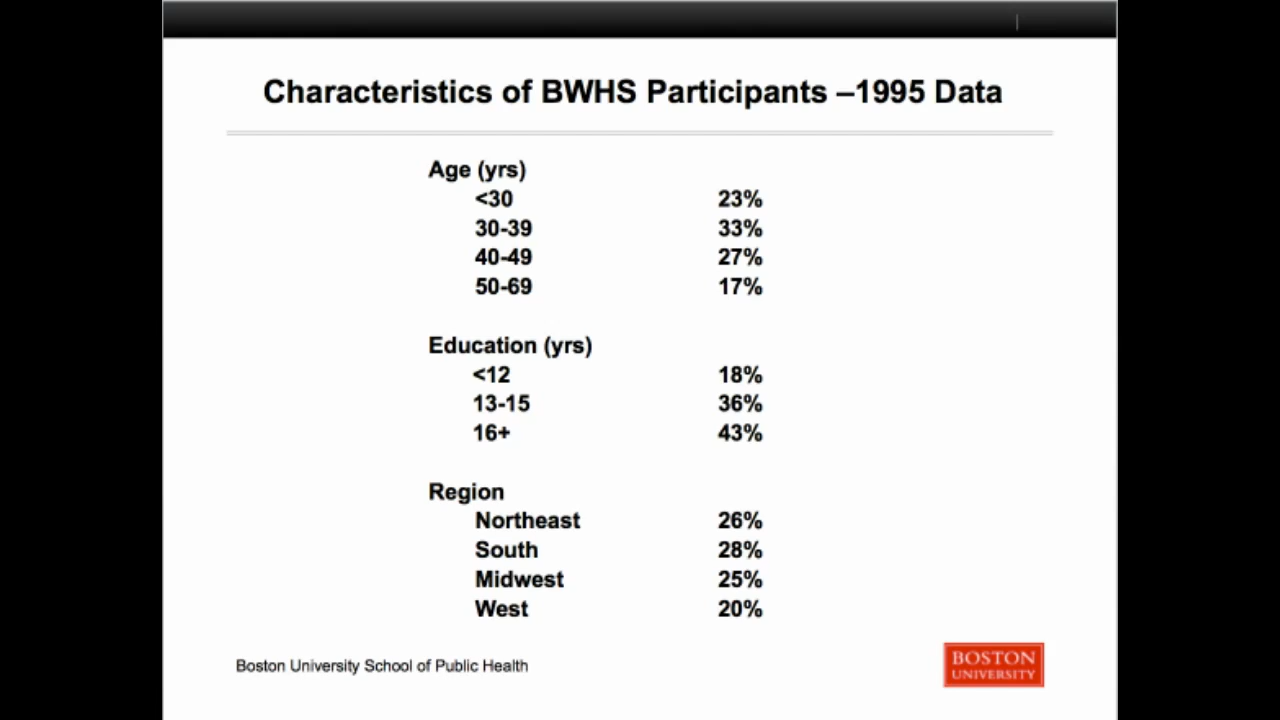 Characteristics of BWHS Participants –1995 Data
Age (yrs)
<30 23%
30-39 33%
40-49 27%
50-69 17%
Education (yrs)
<12 18%
13-15 36%
16+ 43%
Region
Northeast 26%
South 28%
Midwest 25%
West 20%
Boston University School of Public Health
BOSTON
UNIVERSITY